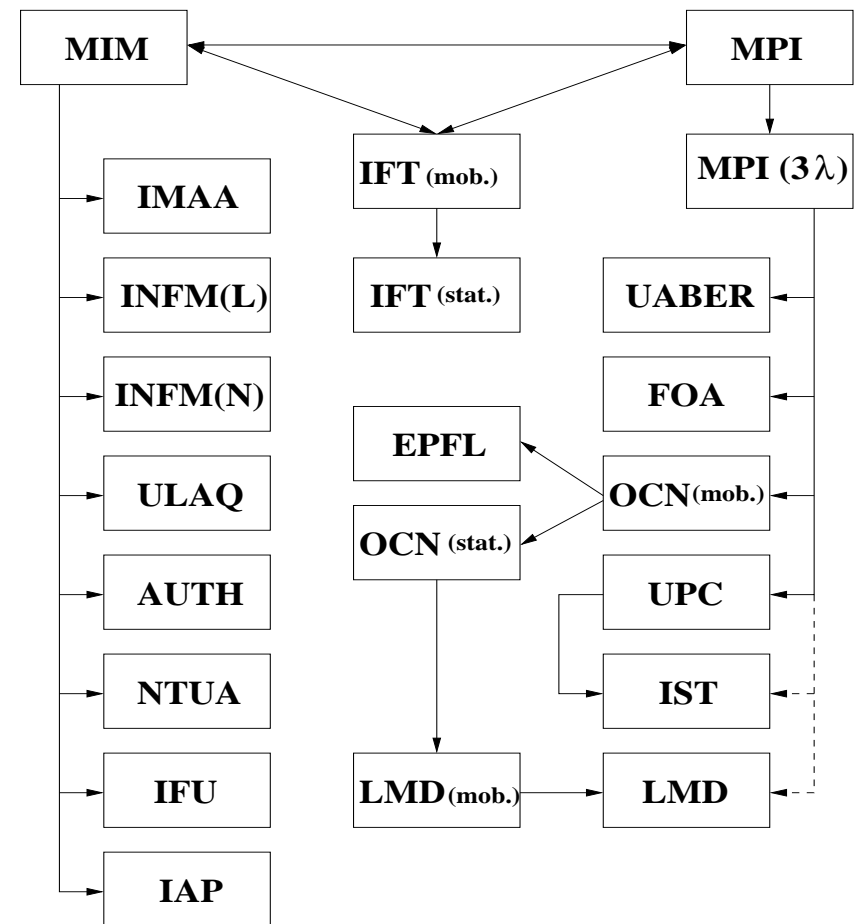 MIM
MPI
IFT (mob.)
MPI (3λ)
IMAA
INFM(L)
IFT (stat.)
UABER
INFM(N)
FOA
EPFL
ULAQ
OCN (mob.)
OCN (stat.)
AUTH
UPC
NTUA
IST
IFU
LMD (mob.)
LMD
IAP